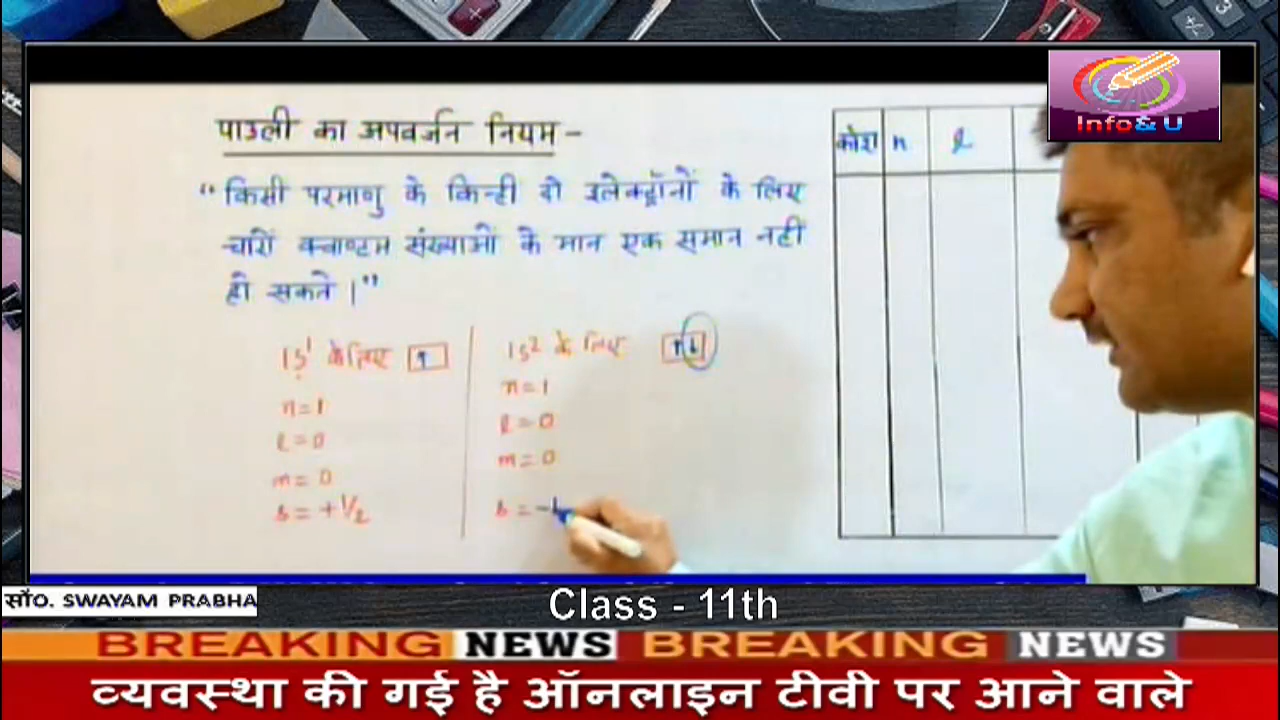 Info& U
पाउली का अपवर्जन नियम -
कोश n l
"किसी परमाणु के किन्ही दो इलेक्ट्रॉनों के लिए
चारों क्वाण्टम संख्याओं के मान एक समान नहीं
हो सकते।"
1s¹ के लिए ↑
n = 1
l = 0
m = 0
s = +1/2
1s² के लिए ↑↓
n = 1
l = 0
m = 0
s = -1
सौO. SWAYAM PRABHA
Class - 11th
BREAKING NEWS BREAKING NEWS
व्यवस्था की गई है ऑनलाइन टीवी पर आने वाले